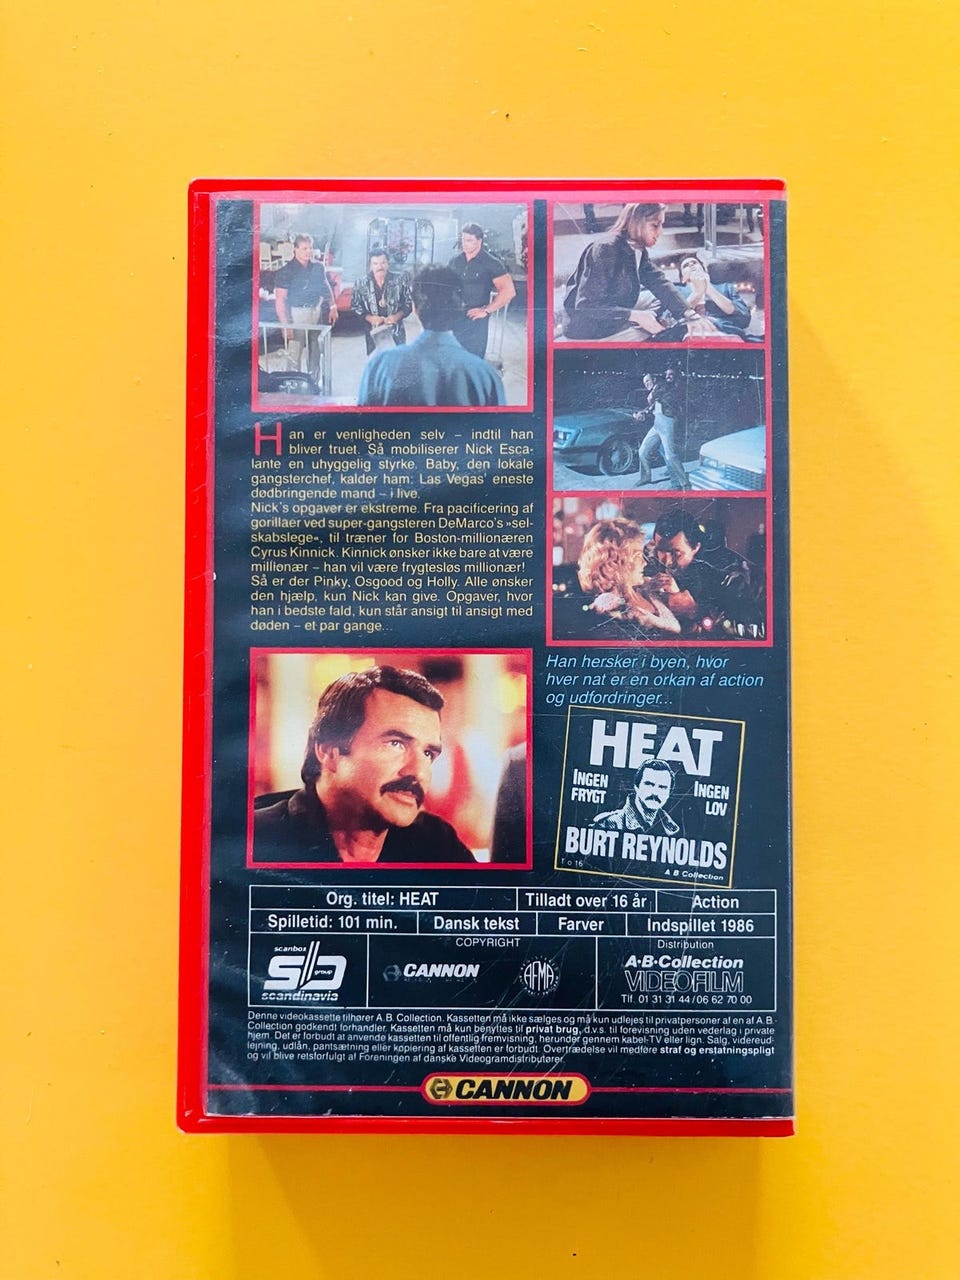 Han er venligheden selv – indtil han
bliver truet. Så mobiliserer Nick Esca-
lante en uhyggelig styrke. Baby, den lokale
gangsterchef, kalder ham: Las Vegas' eneste
dødbringende mand – i live.
Nick's opgaver er ekstreme. Fra pacificering af
gorillaer ved super-gangsteren DeMarco's »sel-
skabslege«, til træner for Boston-millionæren
Cyrus Kinnick. Kinnick ønsker ikke bare at være
millionær – han vil være frygtesløs millionær!
Så er der Pinky, Osgood og Holly. Alle ønsker
den hjælp, kun Nick kan give. Opgaver, hvor
han i bedste fald, kun står ansigt til ansigt med
døden – et par gange...
Han hersker i byen, hvor
hver nat er en orkan af action
og udfordringer...
HEAT
INGEN
FRYGT
INGEN
LOV
BURT REYNOLDS
T o 16
A B Collection
Org. titel: HEAT
Tilladt over 16 år
Action
Spilletid: 101 min.
Dansk tekst
Farver
Indspillet 1986
scanbox
group
scandinavia
COPYRIGHT
CANNON
AFMA
Distribution
A·B·Collection
VIDEOFILM
Tlf. 01 31 31 44 / 06 62 70 00
Denne videokassette tilhører A.B. Collection. Kassetten må ikke sælges og må kun udlejes til privatpersoner af en af A.B.-
Collection godkendt forhandler. Kassetten må kun benyttes til privat brug, d.v.s. til forevisning uden vederlag i private
hjem. Det er forbudt at anvende kassetten til offentlig fremvisning, herunder gennem kabel-TV eller lign. Salg, videreud-
lejning, udlån, pantsætning eller kopiering af kassetten er forbudt. Overtrædelse vil medføre straf og erstatningspligt
og vil blive retsforfulgt af Foreningen af danske Videogramdistributører.
CANNON